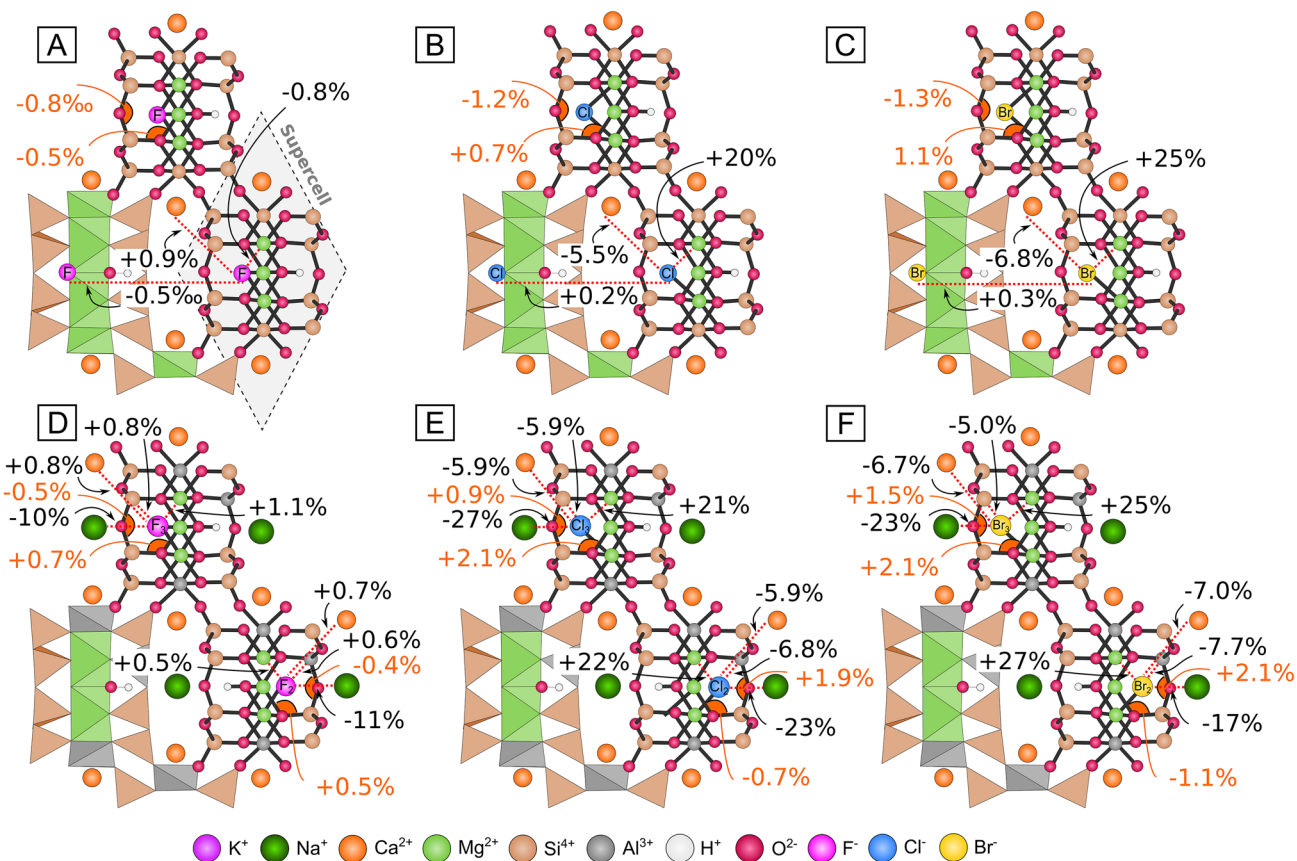 A
-0.8‰
F
-0.5%
-0.8%
Supercell
+0.9%
F
F
-0.5‰
B
-1.2%
Cl
+0.7%
+20%
-5.5%
Cl
Cl
+0.2%
C
-1.3%
Br
1.1%
+25%
-6.8%
Br
Br
+0.3%
D
+0.8%
+0.8%
-0.5%
-10%
F₃
+1.1%
+0.7%
+0.7%
+0.6%
+0.5%
-0.4%
F₂
-11%
+0.5%
E
-5.9%
-5.9%
+0.9%
-27%
Cl₃
+21%
+2.1%
-5.9%
+22%
-6.8%
Cl₂
+1.9%
-23%
-0.7%
F
-5.0%
-6.7%
+1.5%
-23%
Br₃
+25%
+2.1%
-7.0%
-7.7%
+27%
+2.1%
Br₂
-17%
-1.1%
K⁺ Na⁺ Ca²⁺ Mg²⁺ Si⁴⁺ Al³⁺ H⁺ O²⁻ F⁻ Cl⁻ Br⁻